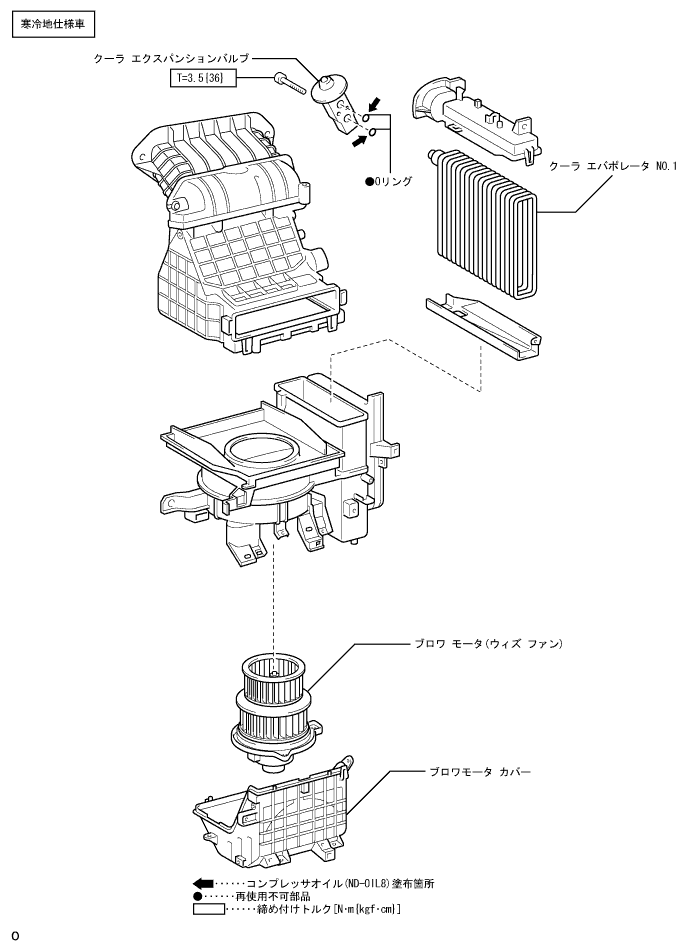 寒冷地仕様車
クーラ エクスパンションバルブ
T=3.5{36}
●Oリング
クーラ エバポレータ NO.1
ブロワ モータ(ウィズ ファン)
ブロワモータ カバー
······コンプレッサオイル(ND-OIL8)塗布箇所
●······再使用不可部品
······締め付けトルク[N·m{kgf·cm}]
O